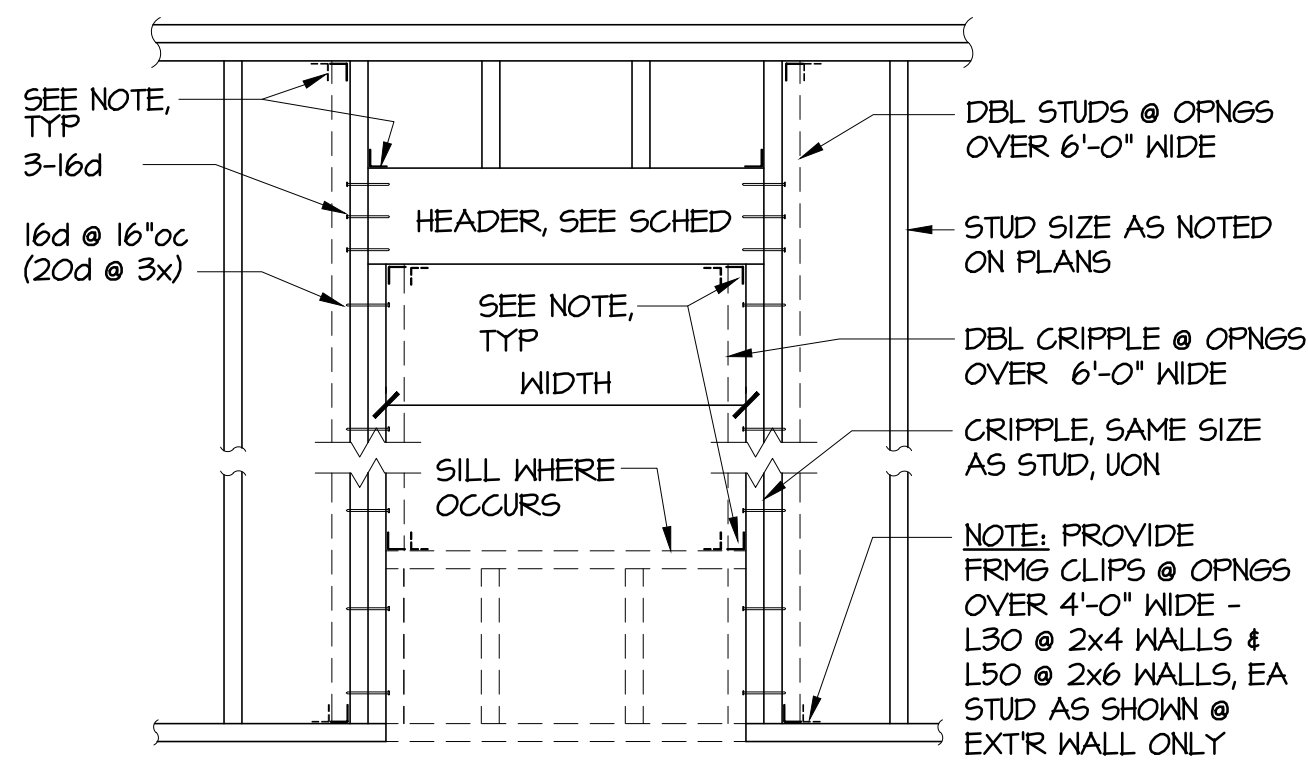 SEE NOTE,
TYP
3-16d
16d @ 16"oc
(20d @ 3x)
HEADER, SEE SCHED
SEE NOTE,
TYP
WIDTH
SILL WHERE
OCCURS
DBL STUDS @ OPNGS
OVER 6'-0" WIDE
STUD SIZE AS NOTED
ON PLANS
DBL CRIPPLE @ OPNGS
OVER 6'-0" WIDE
CRIPPLE, SAME SIZE
AS STUD, UON
NOTE: PROVIDE
FRMG CLIPS @ OPNGS
OVER 4'-0" WIDE -
L30 @ 2x4 WALLS &
L50 @ 2x6 WALLS, EA
STUD AS SHOWN @
EXT'R WALL ONLY